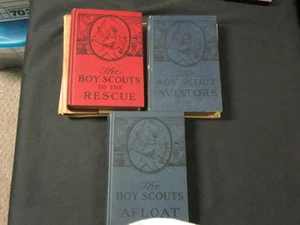 The
BOY SCOUTS
TO THE
RESCUE
The
BOY SCOUT
AVIATORS
The
BOY SCOUTS
AFLOAT